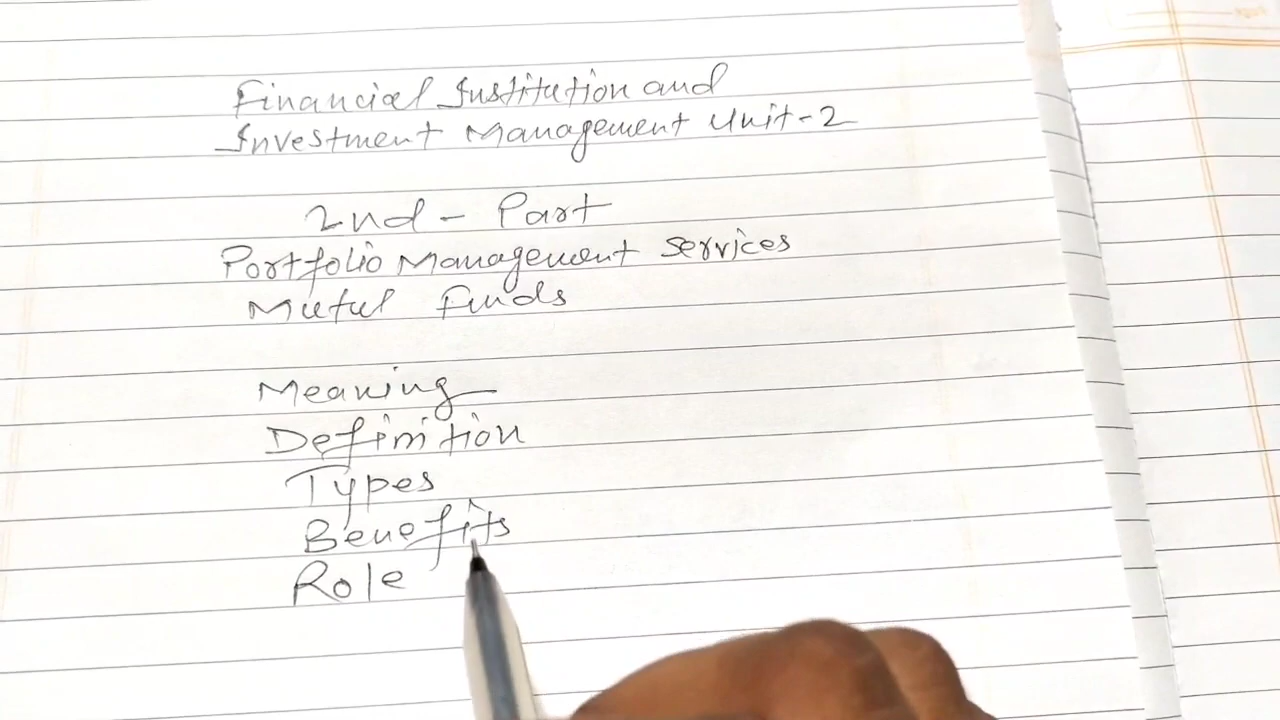 Financial Institution and
Investment Management Unit-2
2nd - Part
Portfolio Management Services
Mutul Funds
Meaning
Definition
Types
Benefits
Role